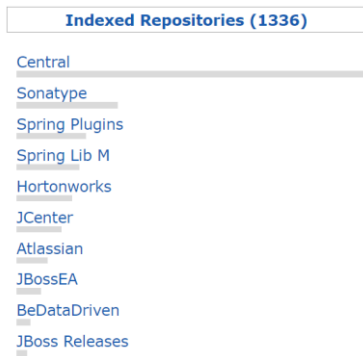 Indexed Repositories (1336)
Central
Sonatype
Spring Plugins
Spring Lib M
Hortonworks
JCenter
Atlassian
JBossEA
BeDataDriven
JBoss Releases